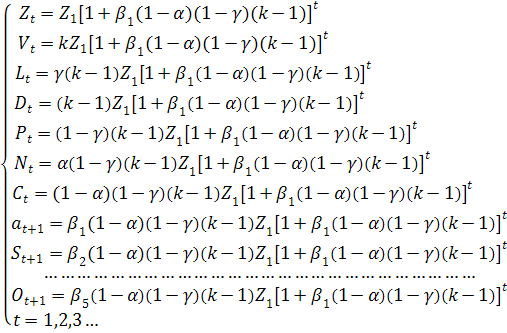 Z_t = Z_1[1 + β_1(1 − α)(1 − γ)(k − 1)]^t
V_t = kZ_1[1 + β_1(1 − α)(1 − γ)(k − 1)]^t
L_t = γ(k − 1)Z_1[1 + β_1(1 − α)(1 − γ)(k − 1)]^t
D_t = (k − 1)Z_1[1 + β_1(1 − α)(1 − γ)(k − 1)]^t
P_t = (1 − γ)(k − 1)Z_1[1 + β_1(1 − α)(1 − γ)(k − 1)]^t
N_t = α(1 − γ)(k − 1)Z_1[1 + β_1(1 − α)(1 − γ)(k − 1)]^t
C_t = (1 − α)(1 − γ)(k − 1)Z_1[1 + β_1(1 − α)(1 − γ)(k − 1)]^t
a_{t+1} = β_1(1 − α)(1 − γ)(k − 1)Z_1[1 + β_1(1 − α)(1 − γ)(k − 1)]^t
S_{t+1} = β_2(1 − α)(1 − γ)(k − 1)Z_1[1 + β_1(1 − α)(1 − γ)(k − 1)]^t
… … … … … … … … … … … … … … … … … … … … … … …
O_{t+1} = β_5(1 − α)(1 − γ)(k − 1)Z_1[1 + β_1(1 − α)(1 − γ)(k − 1)]^t
t = 1,2,3 …